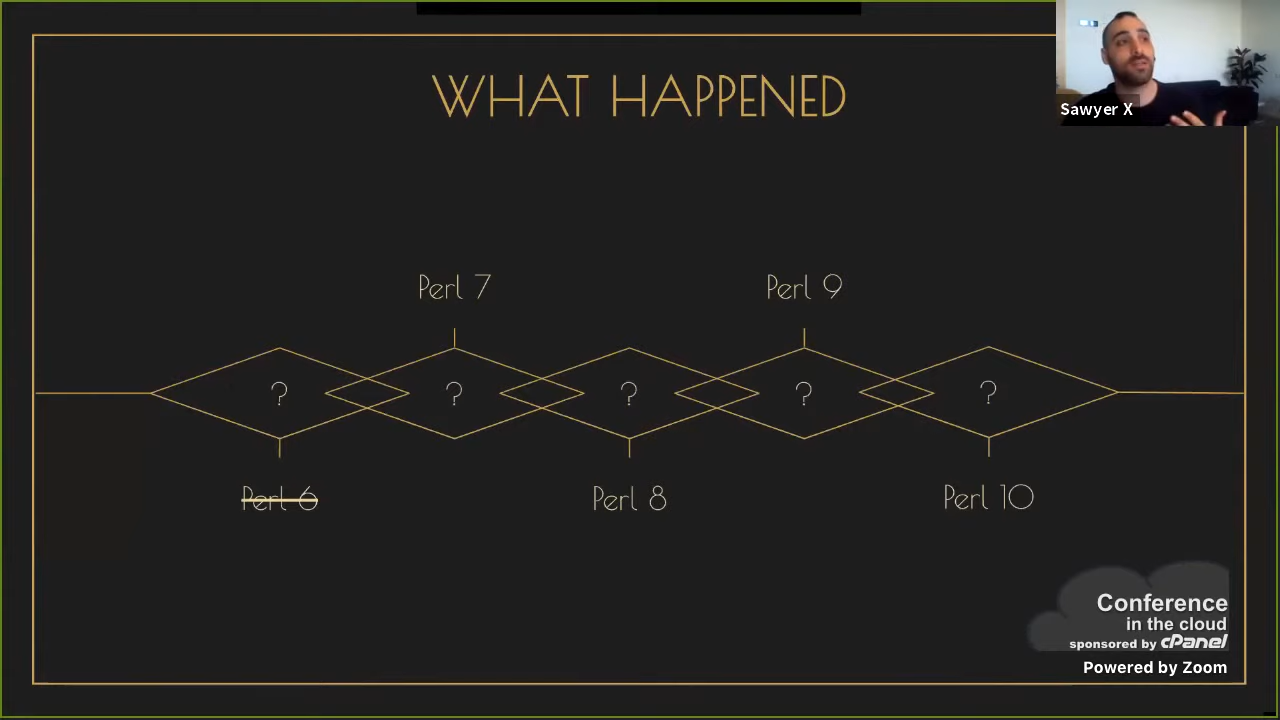 WHAT HAPPENED
Sawyer X
Perl 7
Perl 9
?
?
?
?
?
Perl 6
Perl 8
Perl 10
Conference
in the cloud
sponsored by cPanel
Powered by Zoom